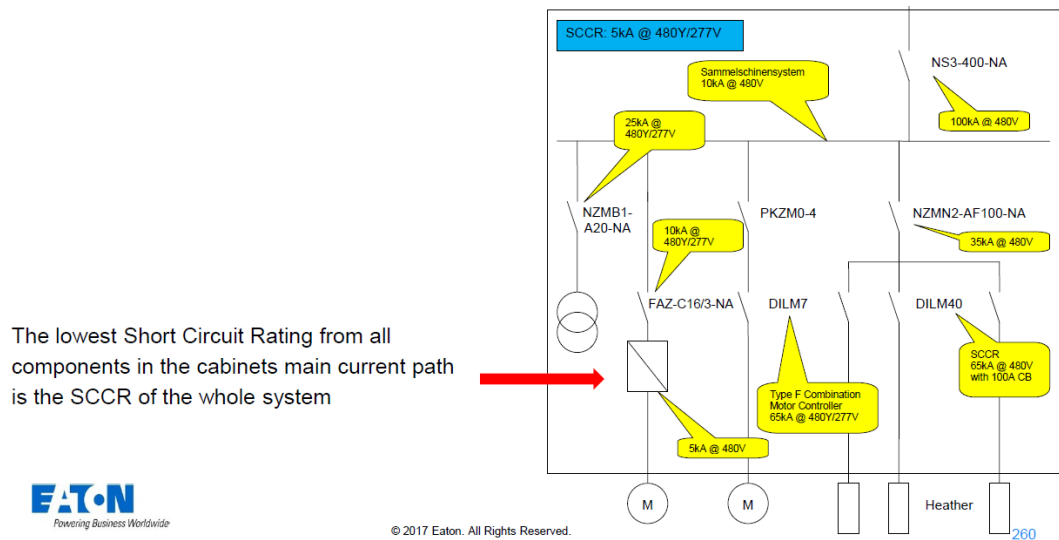 SCCR: 5kA @ 480Y/277V
NS3-400-NA
Sammelschinensystem
10kA @ 480V
100kA @ 480V
25kA @
480Y/277V
NZMB1-
A20-NA
PKZM0-4
NZMN2-AF100-NA
10kA @
480Y/277V
35kA @ 480V
FAZ-C16/3-NA
DILM7
DILM40
The lowest Short Circuit Rating from all
components in the cabinets main current path
is the SCCR of the whole system
SCCR
65kA @ 480V
with 100A CB
Type F Combination
Motor Controller
65kA @ 480Y/277V
5kA @ 480V
M
M
Heather
EATON
Powering Business Worldwide
© 2017 Eaton. All Rights Reserved.
260